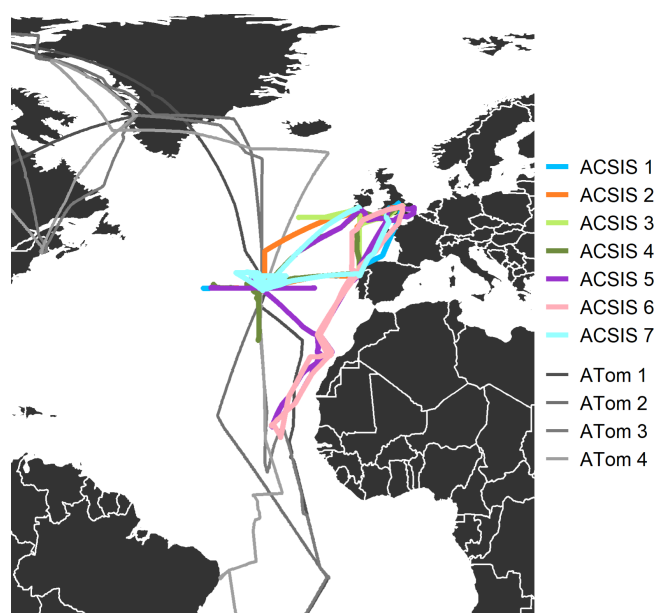 ACSIS 1
ACSIS 2
ACSIS 3
ACSIS 4
ACSIS 5
ACSIS 6
ACSIS 7
ATom 1
ATom 2
ATom 3
ATom 4